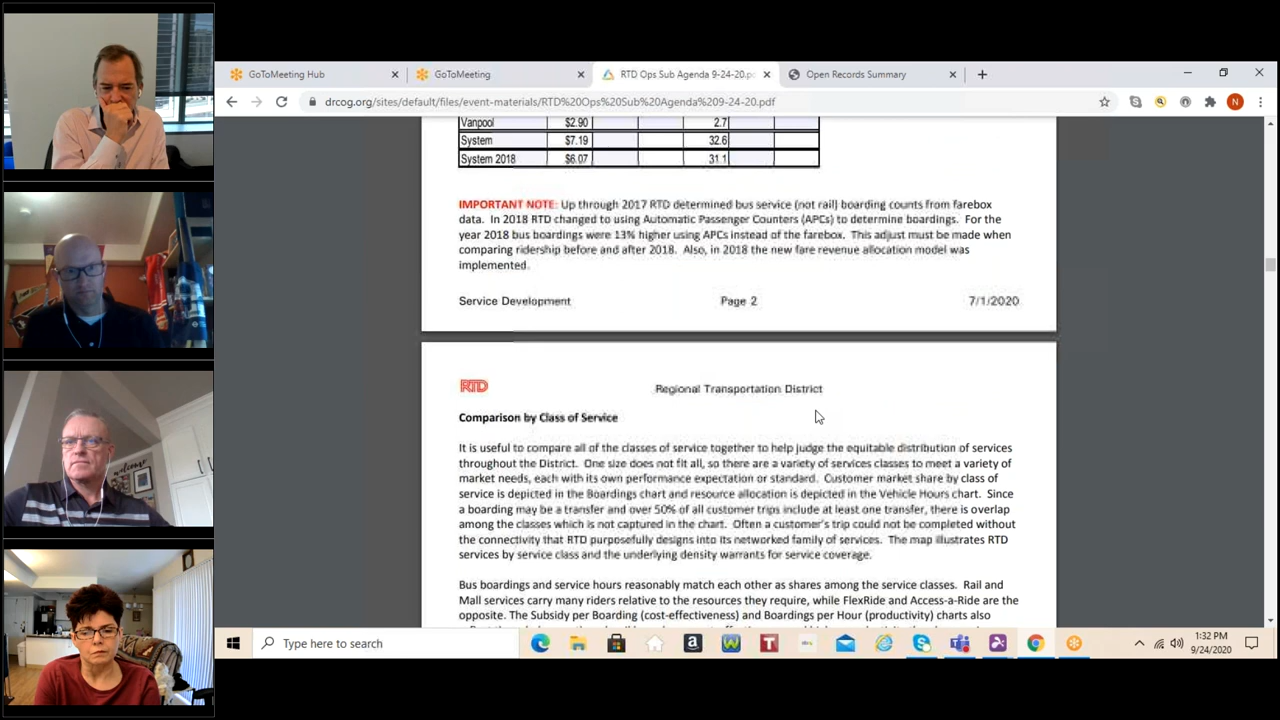 GoToMeeting Hub
GoToMeeting
RTD Ops Sub Agenda 9-24-20.pd
Open Records Summary
drcog.org/sites/default/files/event-materials/RTD%20Ops%20Sub%20Agenda%209-24-20.pdf
N
Vanpool $2.90 2.7
System $7.19 32.6
System 2018 $6.07 31.1
IMPORTANT NOTE: Up through 2017 RTD determined bus service (not rail) boarding counts from farebox
data. In 2018 RTD changed to using Automatic Passenger Counters (APCs) to determine boardings. For the
year 2018 bus boardings were 13% higher using APCs instead of the farebox. This adjust must be made when
comparing ridership before and after 2018. Also, in 2018 the new fare revenue allocation model was
implemented.
Service Development Page 2 7/1/2020
RTD Regional Transportation District
Comparison by Class of Service
It is useful to compare all of the classes of service together to help judge the equitable distribution of services
throughout the District. One size does not fit all, so there are a variety of services classes to meet a variety of
market needs, each with its own performance expectation or standard. Customer market share by class of
service is depicted in the Boardings chart and resource allocation is depicted in the Vehicle Hours chart. Since
a boarding may be a transfer and over 50% of all customer trips include at least one transfer, there is overlap
among the classes which is not captured in the chart. Often a customer's trip could not be completed without
the connectivity that RTD purposefully designs into its networked family of services. The map illustrates RTD
services by service class and the underlying density warrants for service coverage.
Bus boardings and service hours reasonably match each other as shares among the service classes. Rail and
Mall services carry many riders relative to the resources they require, while FlexRide and Access-a-Ride are the
opposite. The Subsidy per Boarding (cost-effectiveness) and Boardings per Hour (productivity) charts also
Type here to search
1:32 PM
9/24/2020
welcome